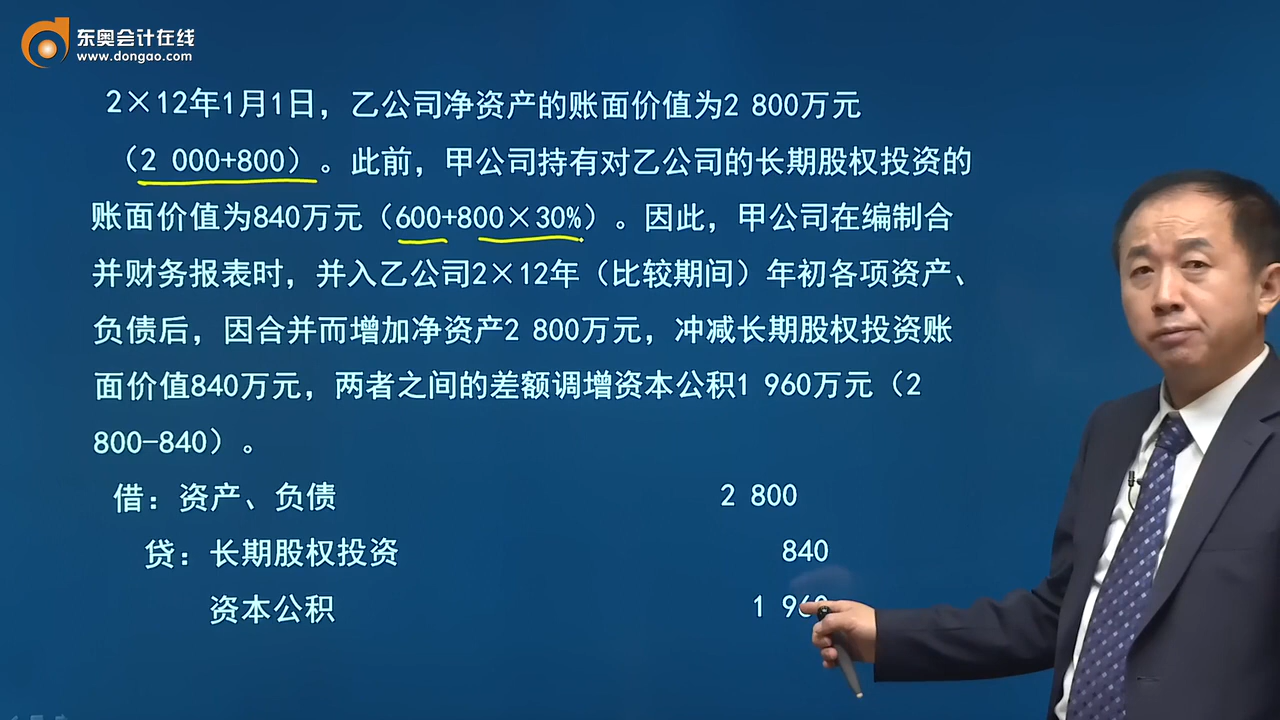 东奥会计在线
www.dongao.com
2×12年1月1日，乙公司净资产的账面价值为2 800万元
（2 000+800）。此前，甲公司持有对乙公司的长期股权投资的
账面价值为840万元（600+800×30%）。因此，甲公司在编制合
并财务报表时，并入乙公司2×12年（比较期间）年初各项资产、
负债后，因合并而增加净资产2 800万元，冲减长期股权投资账
面价值840万元，两者之间的差额调增资本公积1 960万元（2
800-840）。
借：资产、负债 2 800
贷：长期股权投资 840
资本公积 1 960